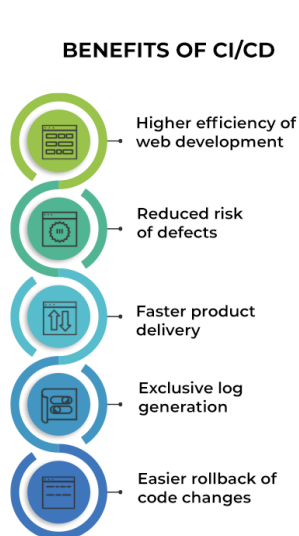 BENEFITS OF CI/CD
Higher efficiency of
web development
Reduced risk
of defects
Faster product
delivery
Exclusive log
generation
Easier rollback of
code changes